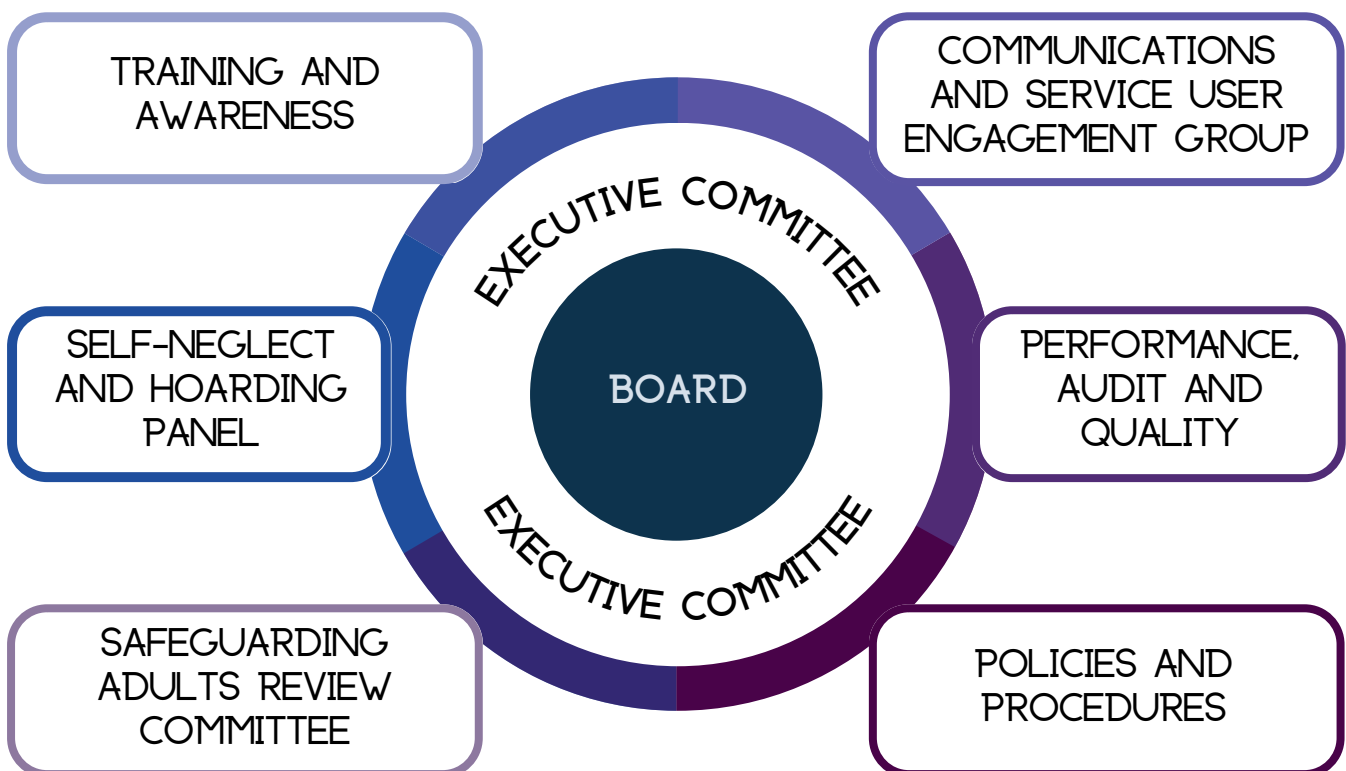 TRAINING AND
AWARENESS
COMMUNICATIONS
AND SERVICE USER
ENGAGEMENT GROUP
EXECUTIVE COMMITTEE
SELF-NEGLECT
AND HOARDING
PANEL
BOARD
PERFORMANCE,
AUDIT AND
QUALITY
EXECUTIVE COMMITTEE
SAFEGUARDING
ADULTS REVIEW
COMMITTEE
POLICIES AND
PROCEDURES